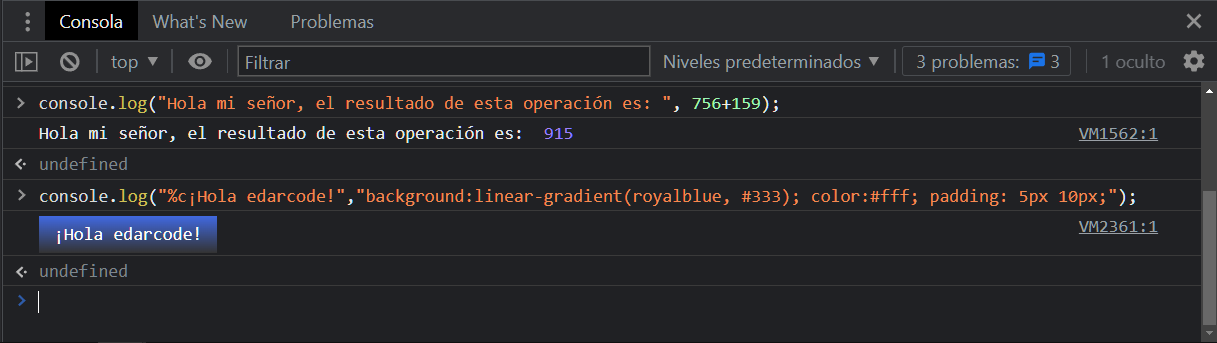 Consola What's New Problemas
top Filtrar Niveles predeterminados 3 problemas: 3 1 oculto
console.log("Hola mi señor, el resultado de esta operación es: ", 756+159);
Hola mi señor, el resultado de esta operación es:  915 VM1562:1
undefined
console.log("%c¡Hola edarcode!","background:linear-gradient(royalblue, #333); color:#fff; padding: 5px 10px;");
¡Hola edarcode! VM2361:1
undefined